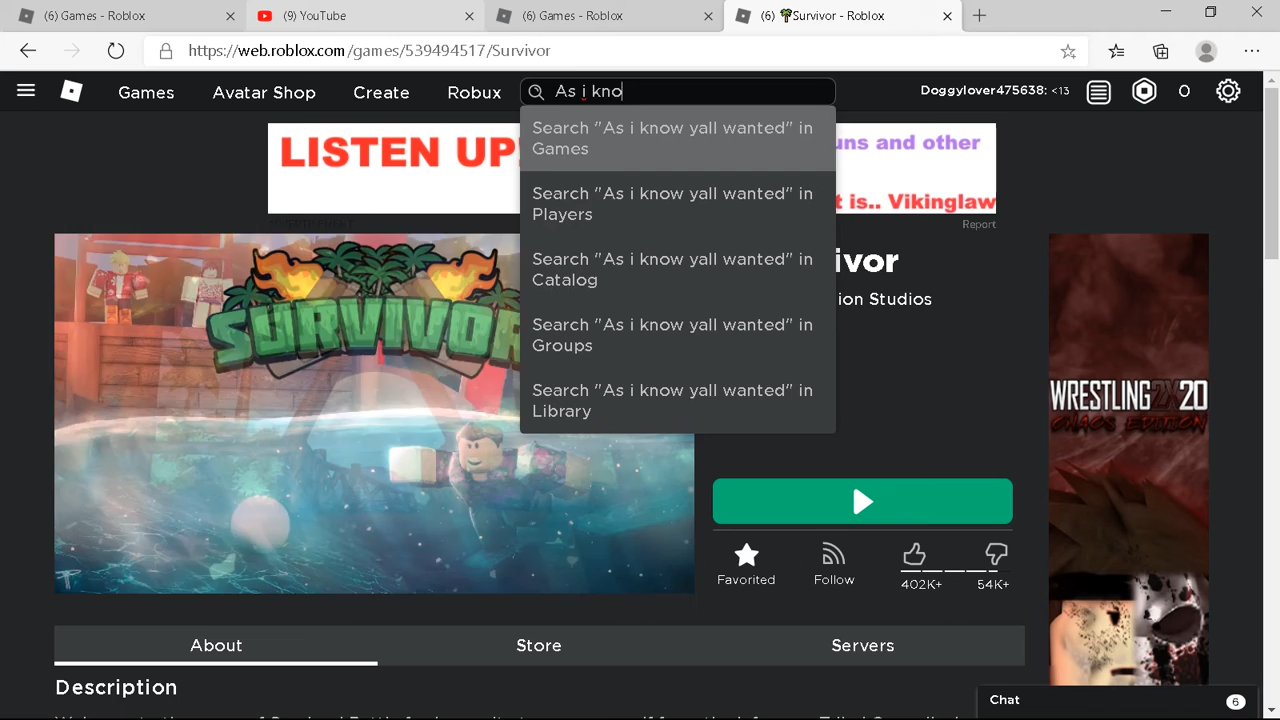 (6) Games - Roblox
(9) YouTube
(6) Games - Roblox
(6) 🌴Survivor - Roblox
https://web.roblox.com/games/539494517/Survivor
Games
Avatar Shop
Create
Robux
As i kno
Doggylover475638: <13
0
Search "As i know yall wanted" in
Games
Search "As i know yall wanted" in
Players
Search "As i know yall wanted" in
Catalog
Search "As i know yall wanted" in
Groups
Search "As i know yall wanted" in
Library
LISTEN UP!
uns and other
t is.. Vikinglaw
Report
SURVIVOR
ivor
ion Studios
WRESTLING2X20
CHAOS EDITION
Favorited
Follow
402K+
54K+
About
Store
Servers
Description
Chat
6